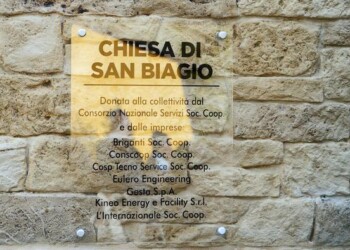 CHIESA DI
SAN BIAGIO
Donata alla collettività dal
Consorzio Nazionale Servizi Soc. Coop.
e dalle imprese:
Briganti Soc. Coop.
Conscoop Soc. Coop.
Cosp Tecno Service Soc. Coop.
Eulero Engineering
Gesta S.p.A.
Kineo Energy e Facility S.r.l.
L'Internazionale Soc. Coop.